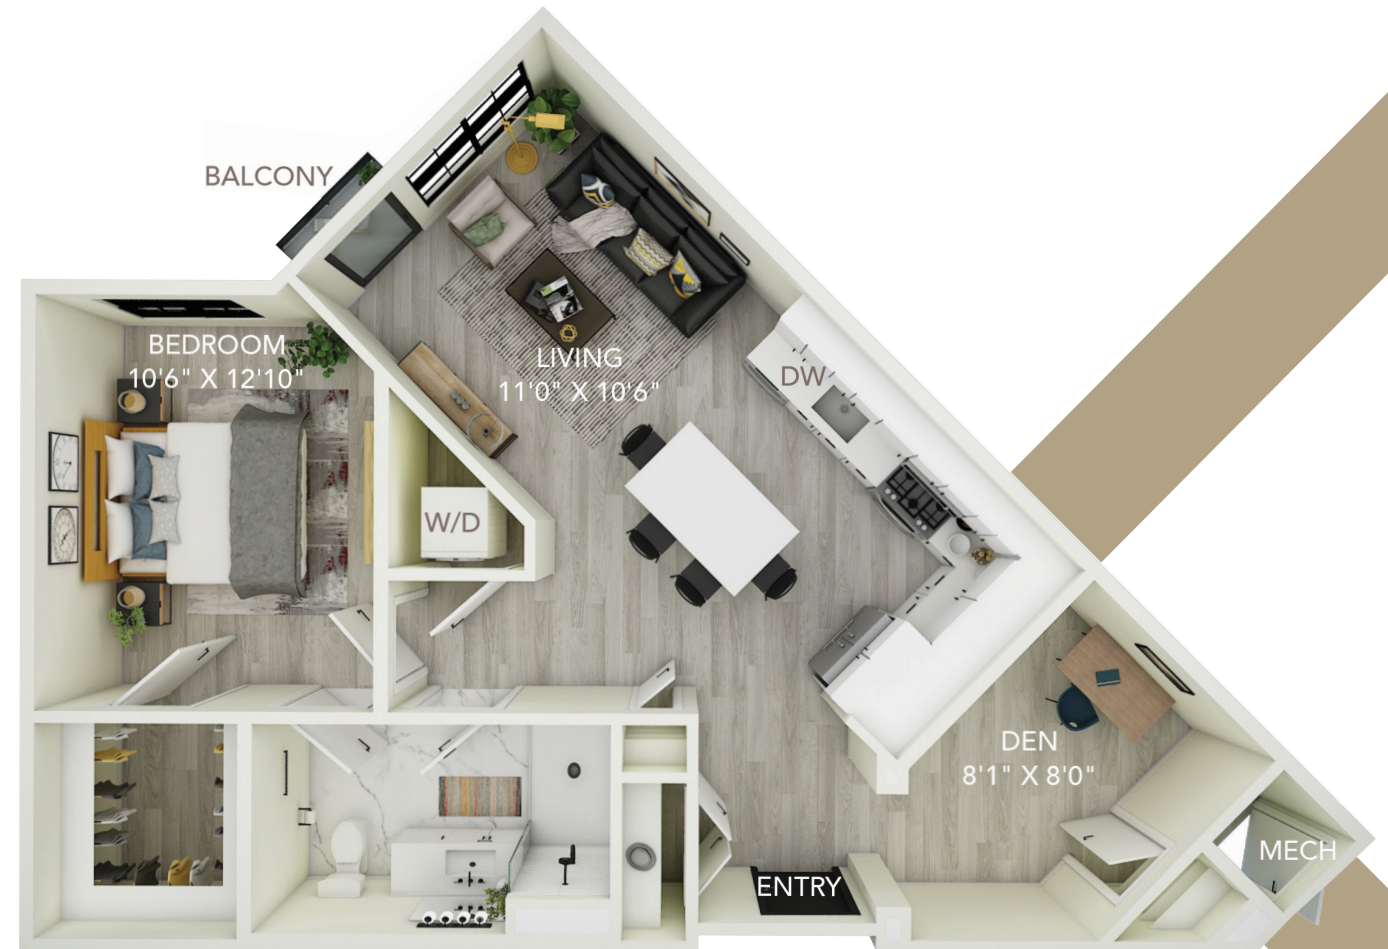 BALCONY
BEDROOM
10'6" X 12'10"
LIVING
11'0" X 10'6"
DW
W/D
DEN
8'1" X 8'0"
MECH
ENTRY